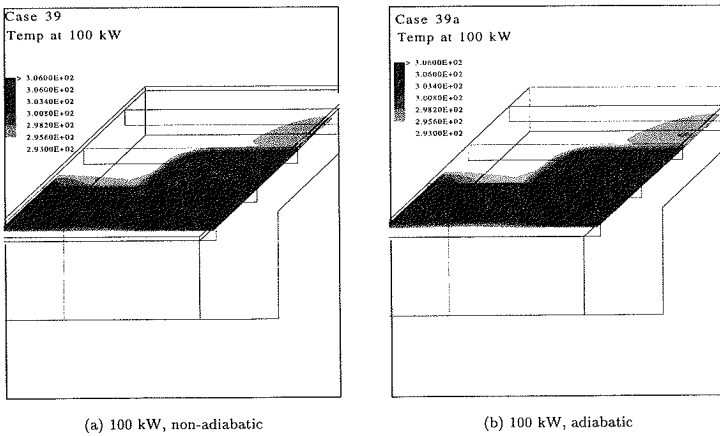 Case 39
Temp at 100 kW
> 3.0600E+02
3.0600E+02
3.0340E+02
3.0080E+02
2.9820E+02
2.9560E+02
2.9300E+02
Case 39a
Temp at 100 kW
> 3.0600E+02
3.0600E+02
3.0340E+02
3.0080E+02
2.9820E+02
2.9560E+02
2.9300E+02
(a) 100 kW, non-adiabatic
(b) 100 kW, adiabatic